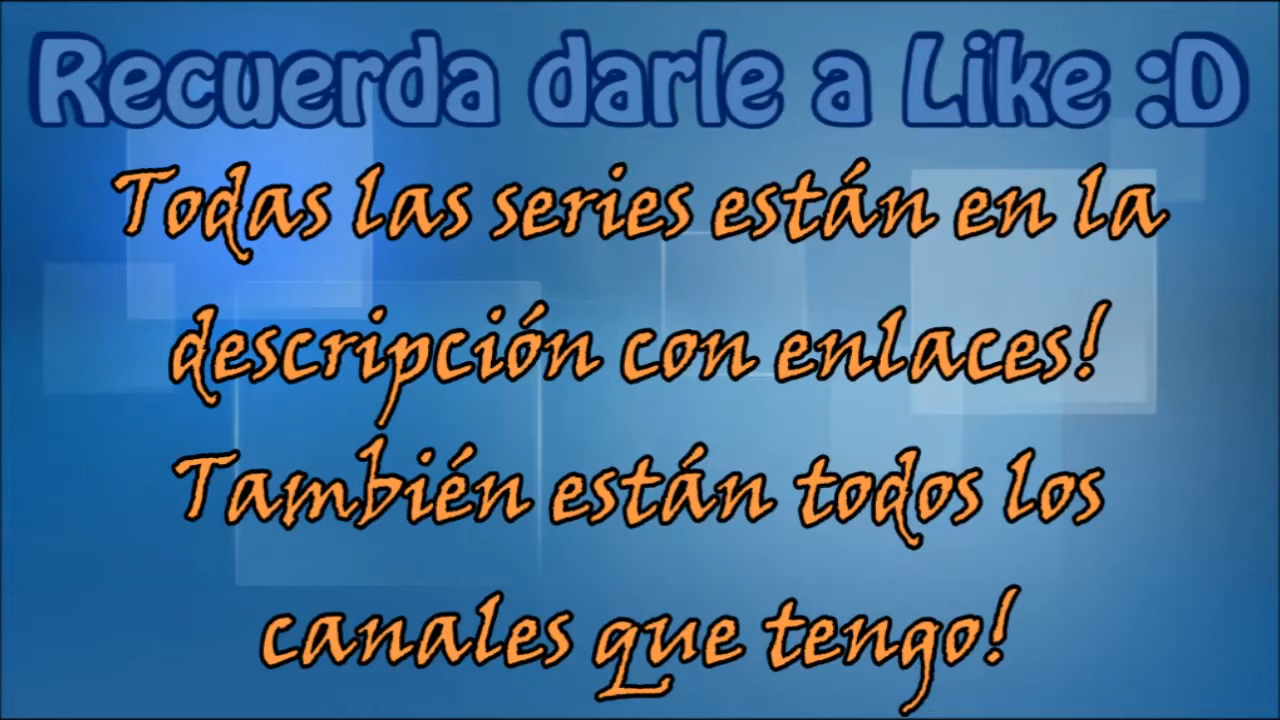 Recuerda darle a Like :D
Todas las series están en la
descripción con enlaces!
También están todos los
canales que tengo!